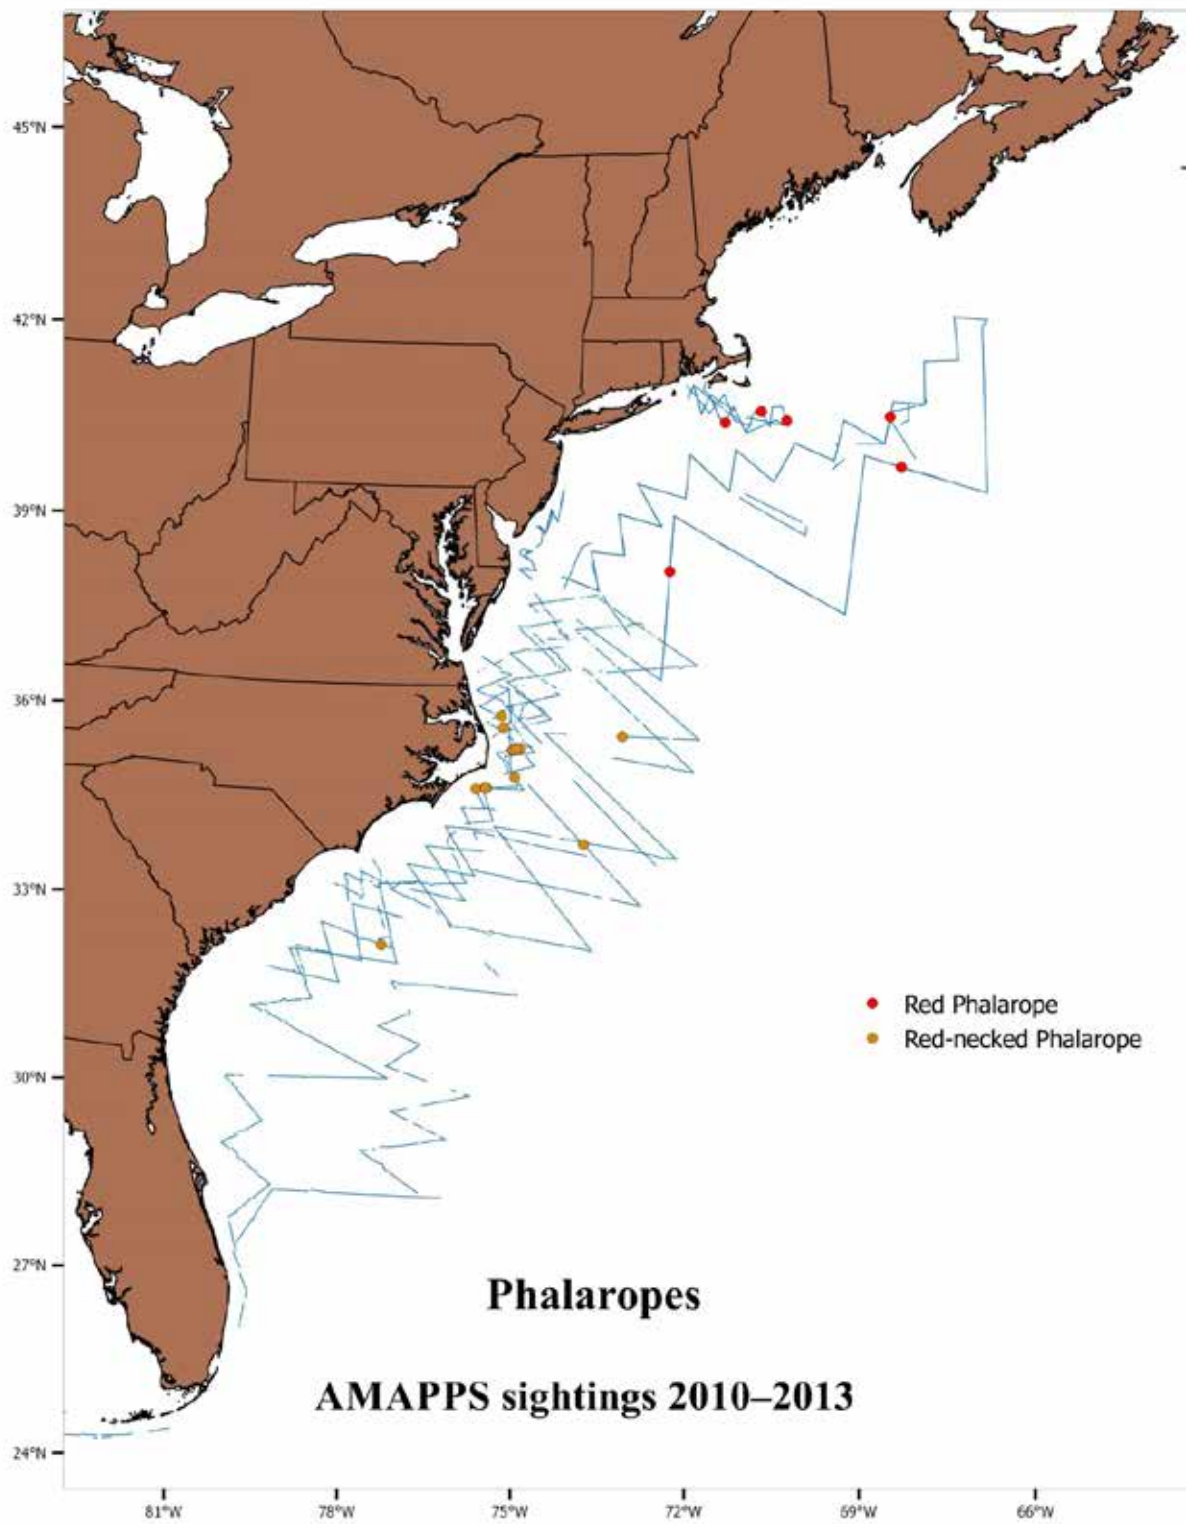 45°N
42°N
39°N
36°N
33°N
Red Phalarope
Red-necked Phalarope
30°N
27°N
Phalaropes
AMAPPS sightings 2010–2013
24°N
81°W 78°W 75°W 72°W 69°W 66°W